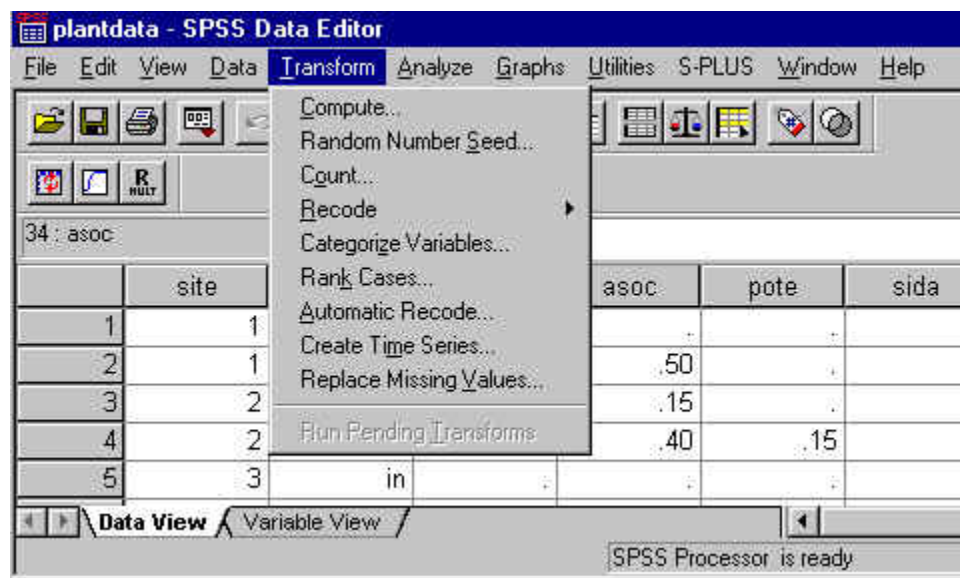 plantdata - SPSS Data Editor
File Edit View Data Transform Analyze Graphs Utilities S-PLUS Window Help
Compute...
Random Number Seed...
Count...
Recode
Categorize Variables...
Rank Cases...
Automatic Recode...
Create Time Series...
Replace Missing Values...
Run Pending Transforms
R
MULT
34 : asoc
site asoc pote sida
1 1 . .
2 1 .50 .
3 2 .15 .
4 2 .40 .15
5 3 in . . .
Data View Variable View
SPSS Processor is ready